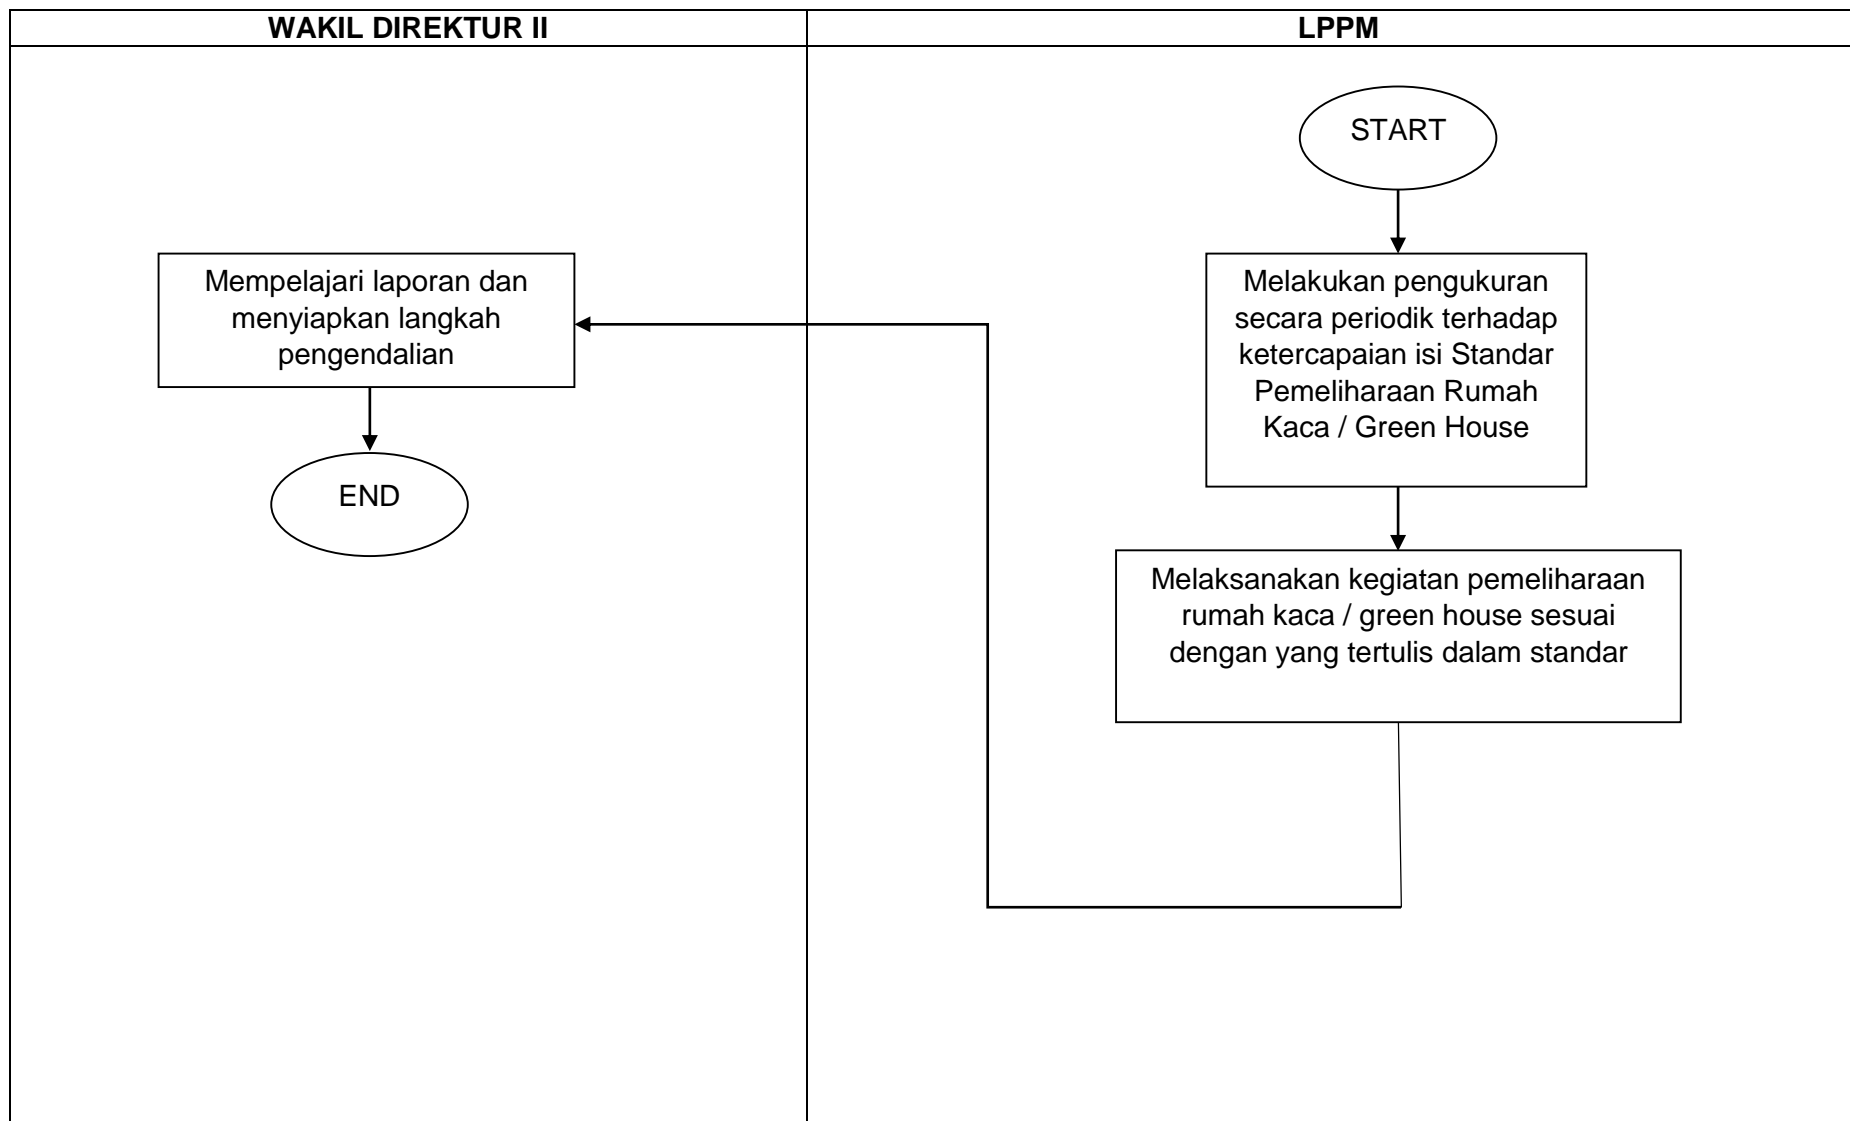 WAKIL DIREKTUR II
LPPM
START
Melakukan pengukuran
secara periodik terhadap
ketercapaian isi Standar
Pemeliharaan Rumah
Kaca / Green House
Melaksanakan kegiatan pemeliharaan
rumah kaca / green house sesuai
dengan yang tertulis dalam standar
Mempelajari laporan dan
menyiapkan langkah
pengendalian
END